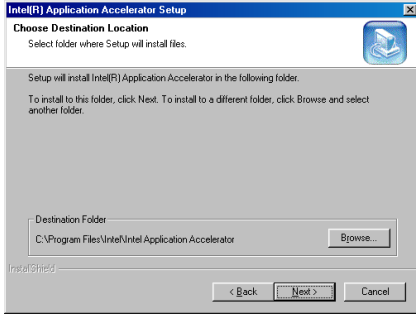 Intel(R) Application Accelerator Setup
Choose Destination Location
Select folder where Setup will install files.
Setup will install Intel(R) Application Accelerator in the following folder.
To install to this folder, click Next. To install to a different folder, click Browse and select
another folder.
Destination Folder
C:\Program Files\Intel\Intel Application Accelerator
Browse...
InstallShield
< Back
Next >
Cancel